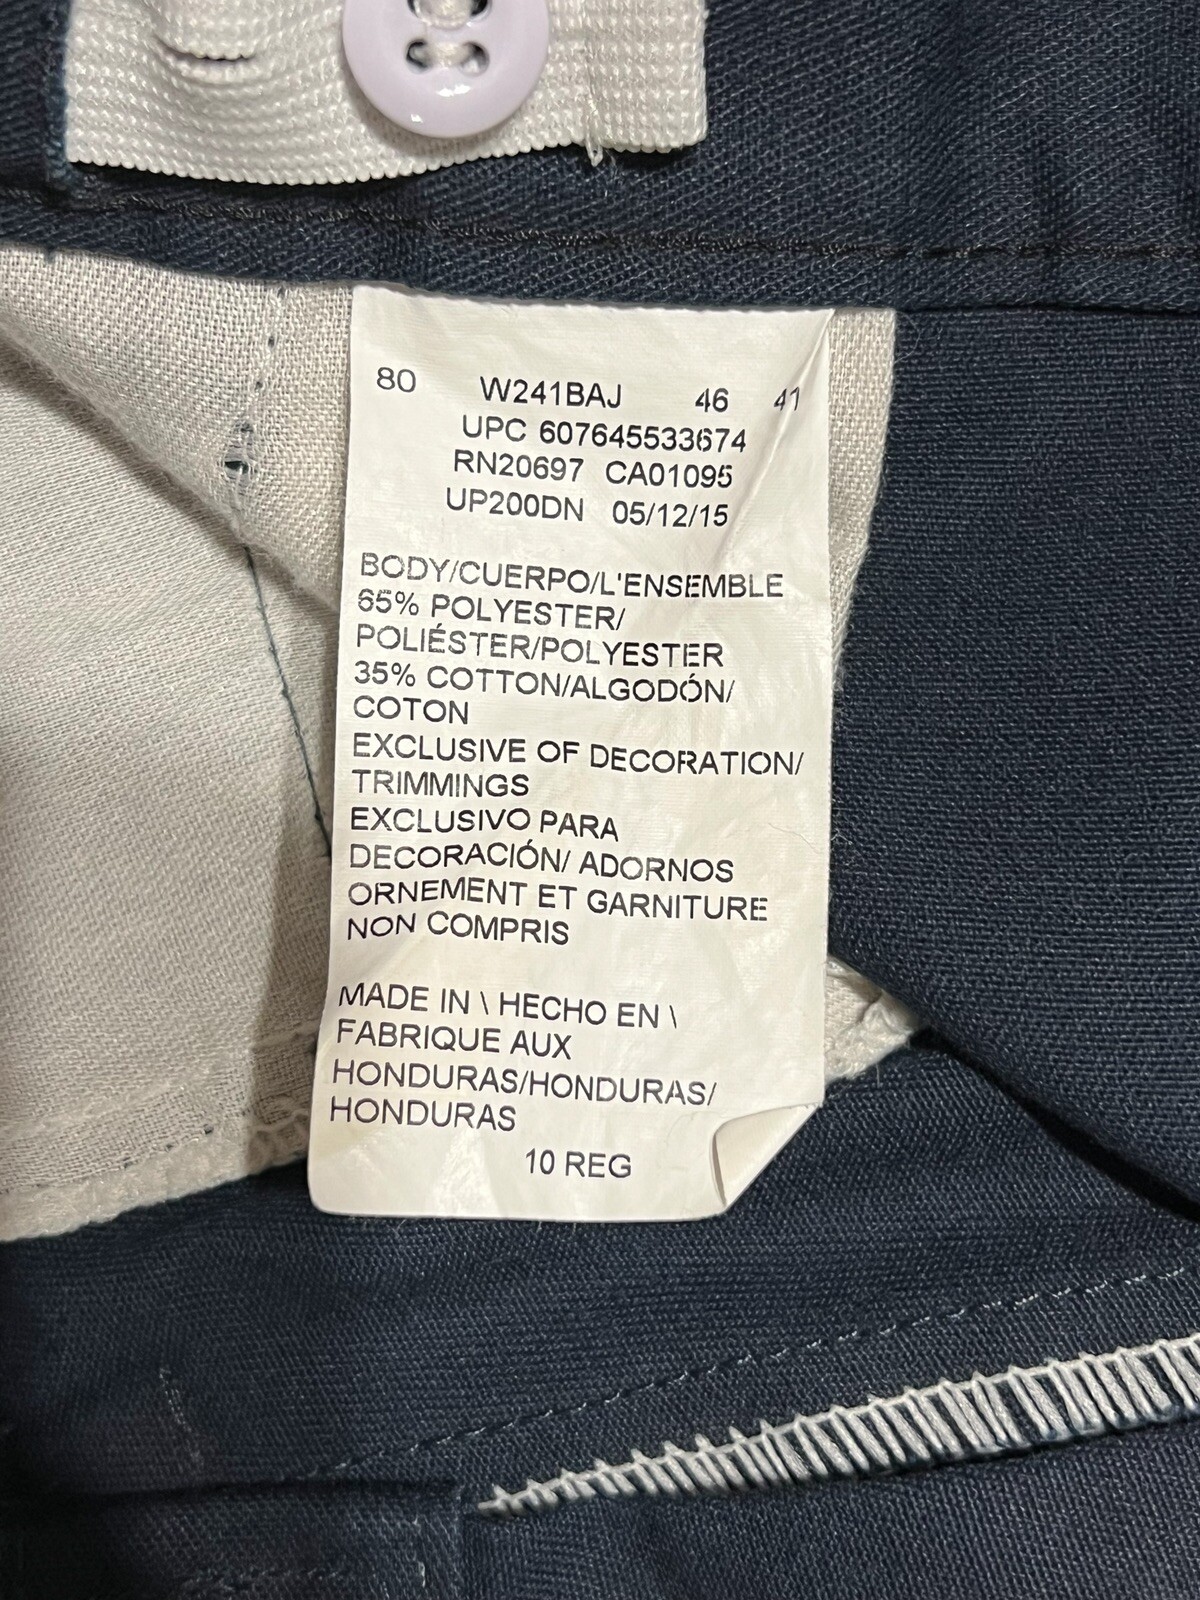 80 W241BAJ 46 41
UPC 607645533674
RN20697 CA01095
UP200DN 05/12/15
BODY/CUERPO/L'ENSEMBLE
65% POLYESTER/
POLIÉSTER/POLYESTER
35% COTTON/ALGODÓN/
COTON
EXCLUSIVE OF DECORATION/
TRIMMINGS
EXCLUSIVO PARA
DECORACIÓN/ ADORNOS
ORNEMENT ET GARNITURE
NON COMPRIS
MADE IN \ HECHO EN \
FABRIQUE AUX
HONDURAS/HONDURAS/
HONDURAS
10 REG